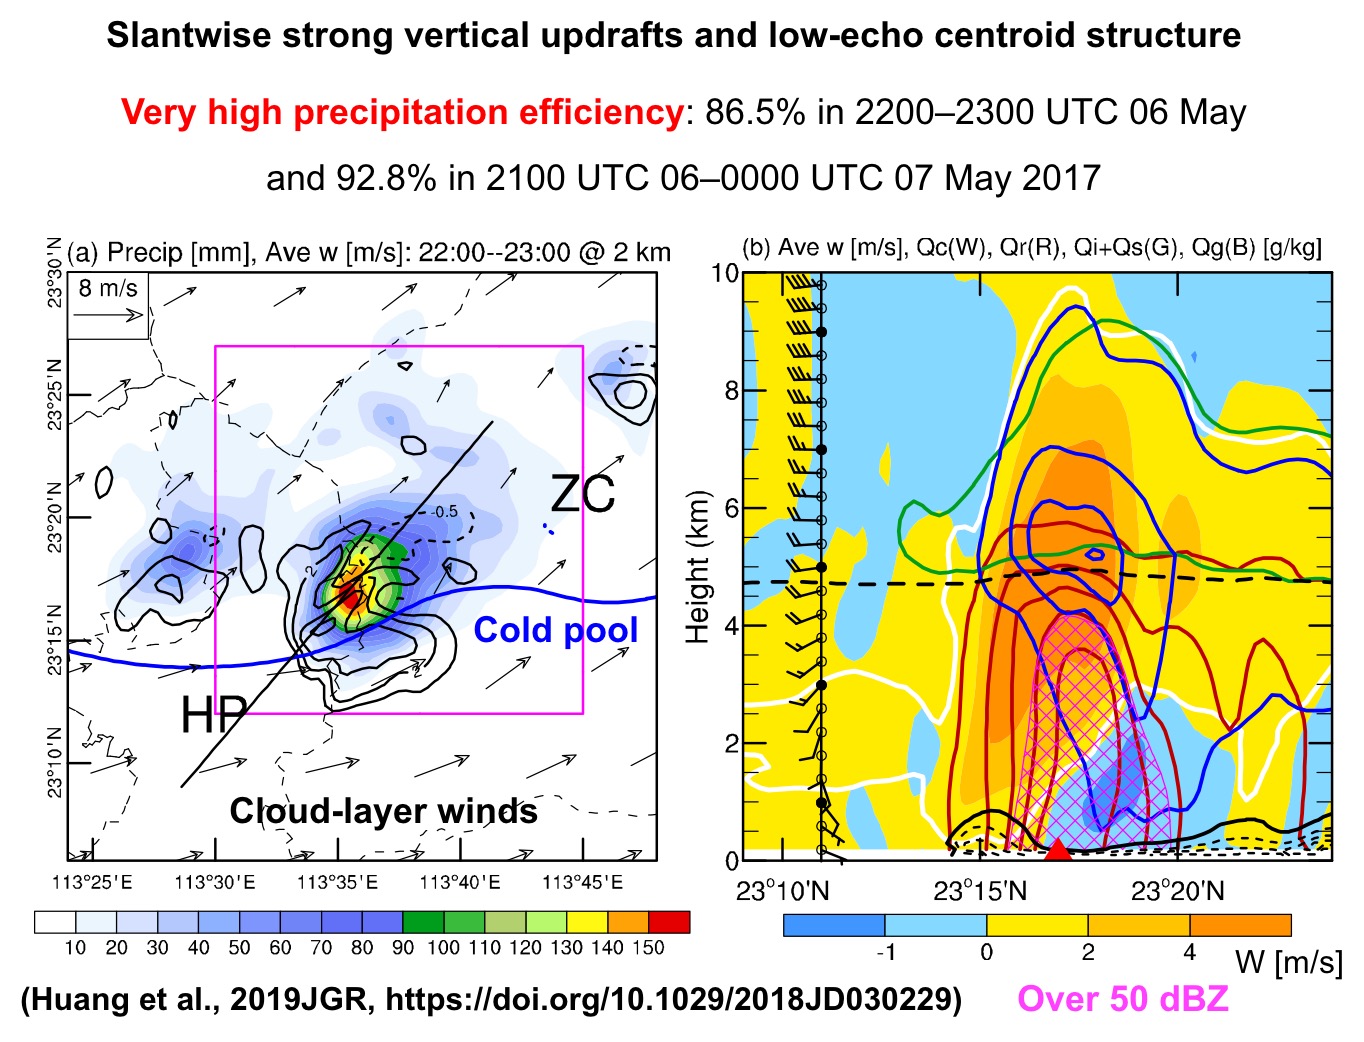 Slantwise strong vertical updrafts and low-echo centroid structure
Very high precipitation efficiency: 86.5% in 2200–2300 UTC 06 May
and 92.8% in 2100 UTC 06–0000 UTC 07 May 2017
(a) Precip [mm], Ave w [m/s]: 22:00--23:00 @ 2 km
8 m/s
23°30'N
23°25'N
23°20'N
23°15'N
23°10'N
-0.5
ZC
2
Cold pool
2
HP
Cloud-layer winds
113°25'E 113°30'E 113°35'E 113°40'E 113°45'E
10 20 30 40 50 60 70 80 90 100 110 120 130 140 150
(b) Ave w [m/s], Qc(W), Qr(R), Qi+Qs(G), Qg(B) [g/kg]
Height (km)
10
8
6
4
2
0
23°10'N 23°15'N 23°20'N
-1 0 2 4
W [m/s]
(Huang et al., 2019JGR, https://doi.org/10.1029/2018JD030229)
Over 50 dBZ